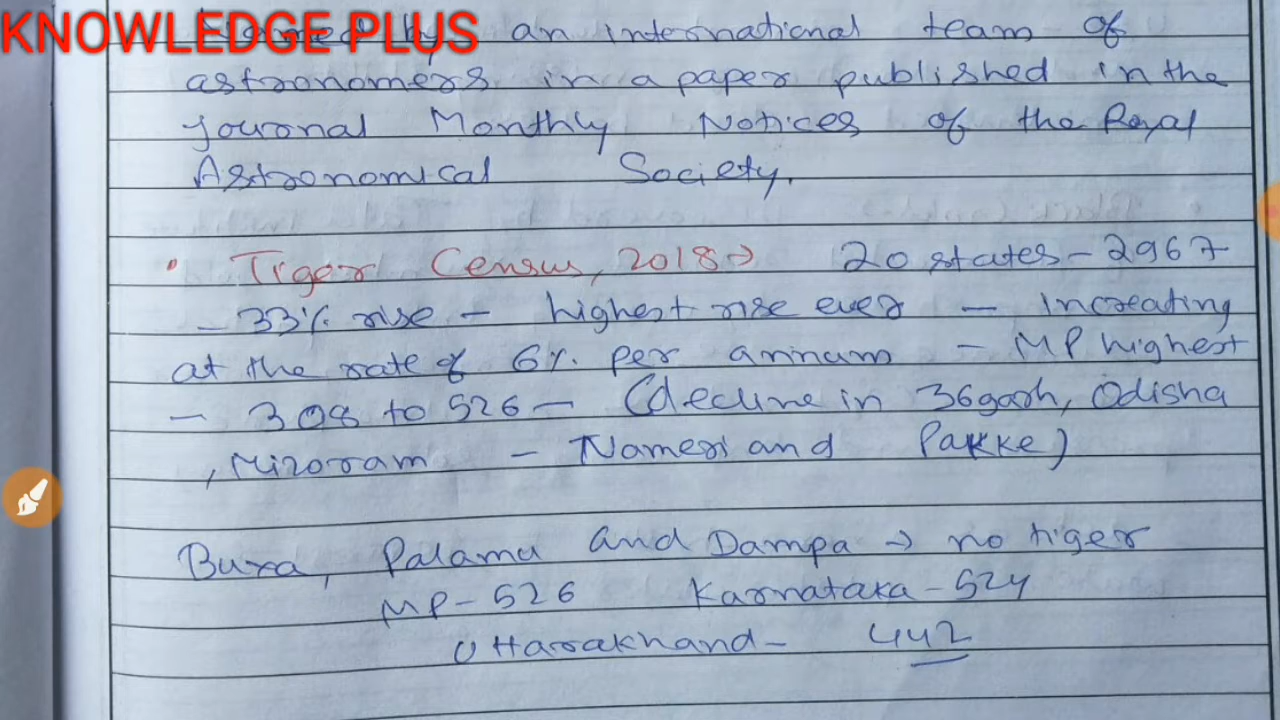 KNOWLEDGE PLUS
by an international team of
astronomers in a paper published in the
journal Monthly Notices of the Royal
Astronomical Society.
• Tiger Census, 2018→ 20 states - 2967
- 33% rise - highest rise ever - increating
at the rate of 6% per annum - MP highest
- 308 to 526 - (decline in 36garh, Odisha
, Mizoram - Nameri and Pakke)
Buxa, Palamu and Dampa → no tiger
MP - 526 Karnataka - 524
Uttarakhand - 442